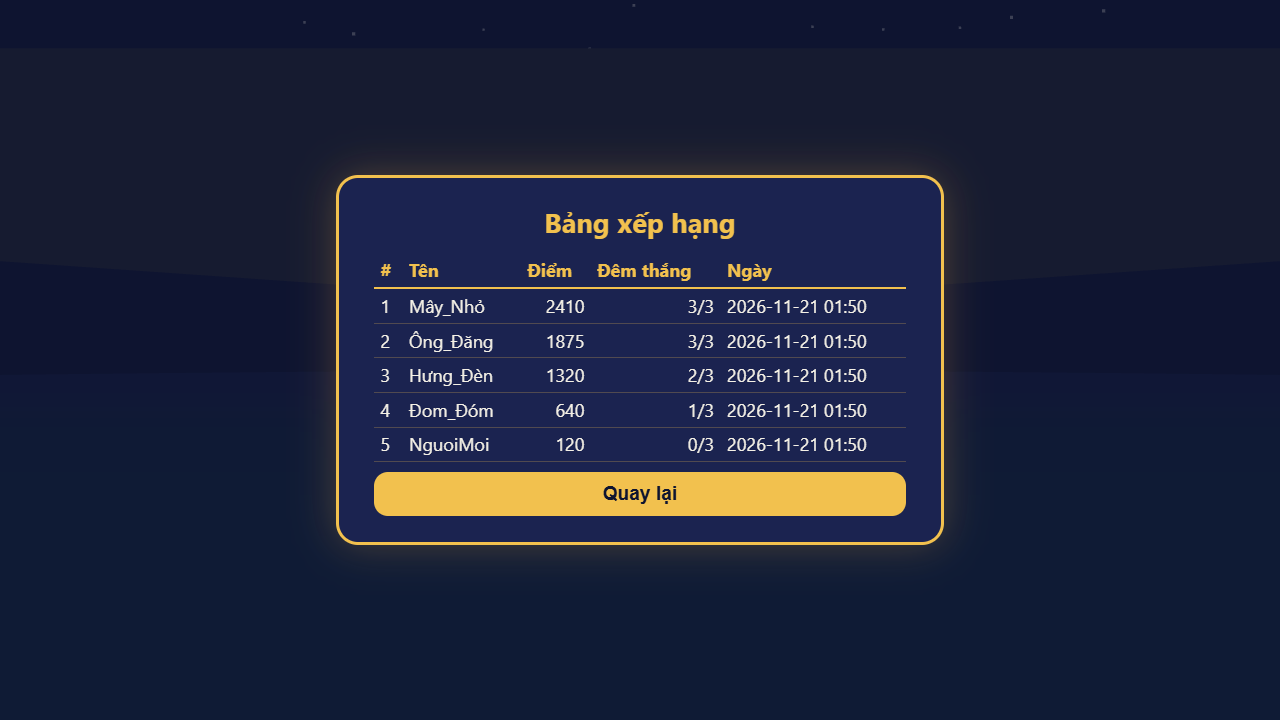 Bảng xếp hạng
# Tên Điểm Đêm thắng Ngày
1 Mây_Nhỏ 2410 3/3 2026-11-21 01:50
2 Ông_Đăng 1875 3/3 2026-11-21 01:50
3 Hưng_Đèn 1320 2/3 2026-11-21 01:50
4 Đom_Đóm 640 1/3 2026-11-21 01:50
5 NguoiMoi 120 0/3 2026-11-21 01:50
Quay lại